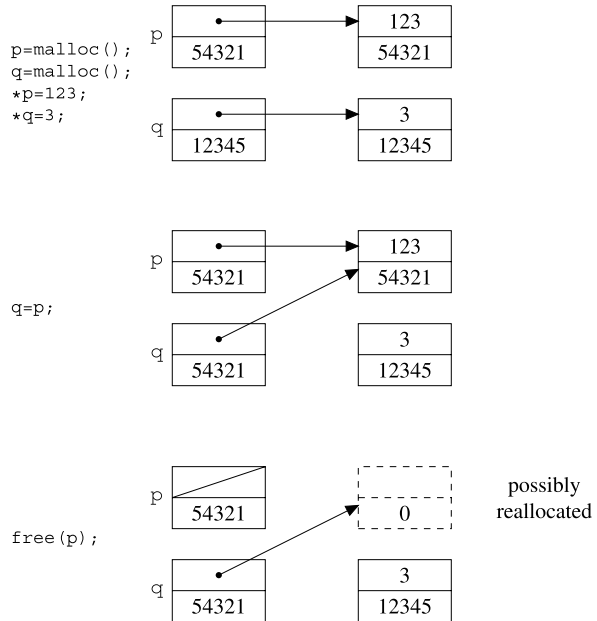 p=malloc();
q=malloc();
*p=123;
*q=3;
p
54321
123
54321
q
12345
3
12345
q=p;
p
54321
123
54321
q
54321
3
12345
free(p);
p
54321
0
possibly
reallocated
q
54321
3
12345